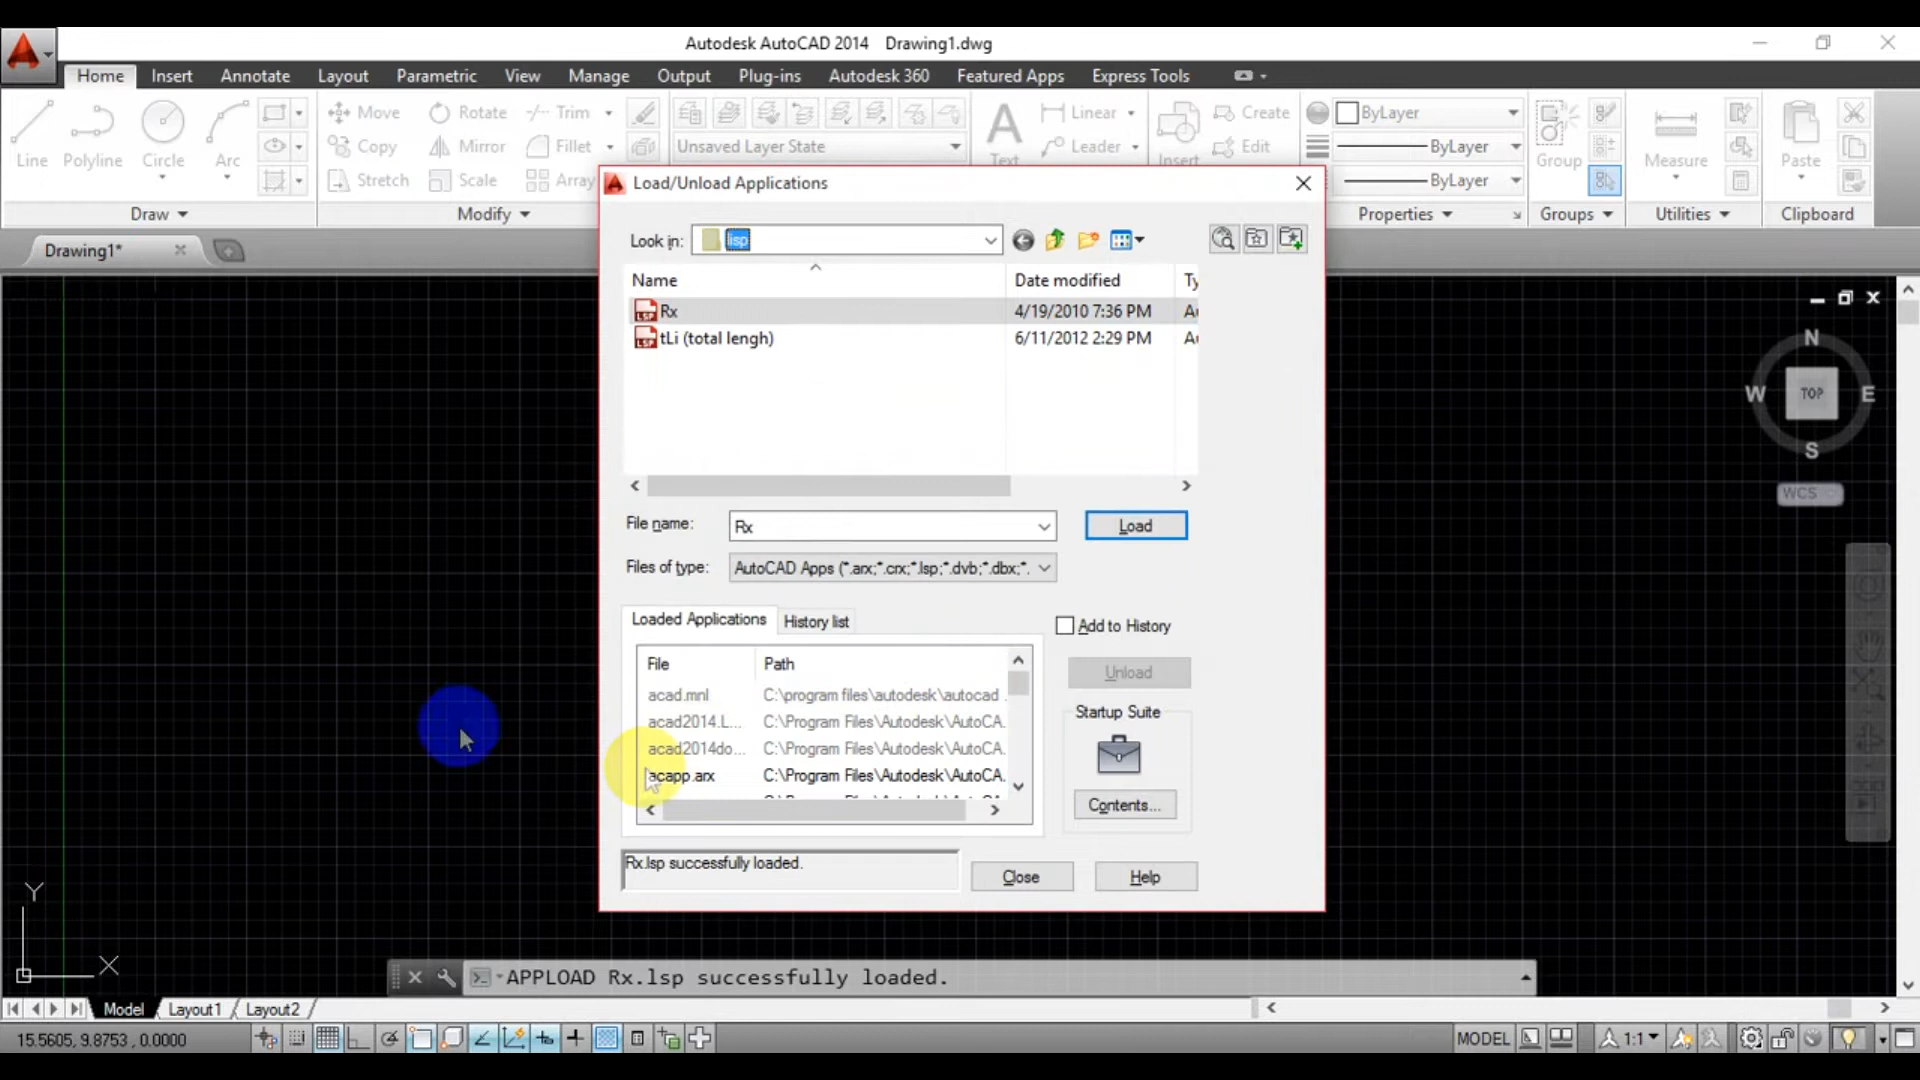 Autodesk AutoCAD 2014 Drawing1.dwg
Home Insert Annotate Layout Parametric View Manage Output Plug-ins Autodesk 360 Featured Apps Express Tools
Line Polyline Circle Arc
Move Rotate Trim
Copy Mirror Fillet
Stretch Scale Array
Unsaved Layer State
Text
Linear
Leader
Insert
Create
Edit
ByLayer
ByLayer
ByLayer
Group
Measure
Paste
Draw Modify Properties Groups Utilities Clipboard
Drawing1*
Load/Unload Applications
Look in: lisp
Name Date modified Ty
LSP Rx 4/19/2010 7:36 PM Au
LSP tLi (total lengh) 6/11/2012 2:29 PM Au
File name: Rx Load
Files of type: AutoCAD Apps (*.arx;*.crx;*.lsp;*.dvb;*.dbx;*.
Loaded Applications History list
Add to History
File Path
acad.mnl C:\program files\autodesk\autocad .
acad2014.L... C:\Program Files\Autodesk\AutoCA.
acad2014do... C:\Program Files\Autodesk\AutoCA.
acapp.arx C:\Program Files\Autodesk\AutoCA.
Unload
Startup Suite
Contents...
Rx.lsp successfully loaded.
Close Help
N
W TOP E
S
WCS
Y
X
APPLOAD Rx.lsp successfully loaded.
Model Layout1 Layout2
15.5605, 9.8753 , 0.0000
MODEL 1:1